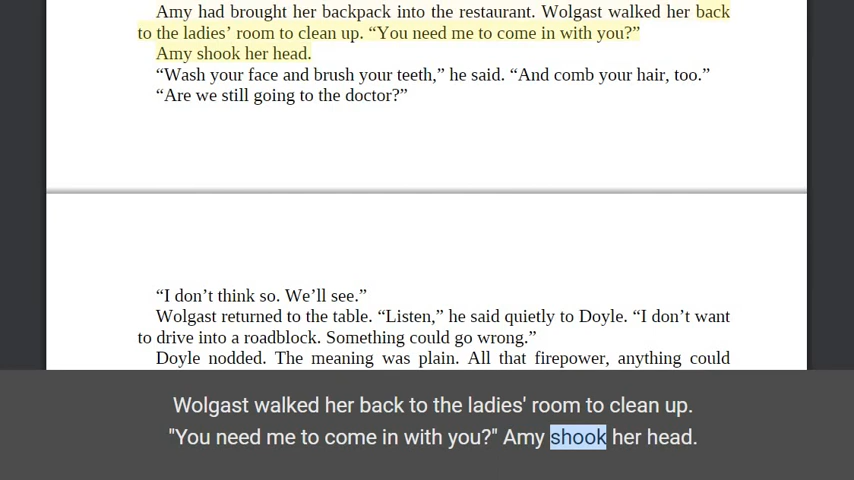 Amy had brought her backpack into the restaurant. Wolgast walked her back
to the ladies’ room to clean up. “You need me to come in with you?”
Amy shook her head.
“Wash your face and brush your teeth,” he said. “And comb your hair, too.”
“Are we still going to the doctor?”
“I don’t think so. We’ll see.”
Wolgast returned to the table. “Listen,” he said quietly to Doyle. “I don’t want
to drive into a roadblock. Something could go wrong.”
Doyle nodded. The meaning was plain. All that firepower, anything could
Wolgast walked her back to the ladies' room to clean up.
"You need me to come in with you?" Amy shook her head.